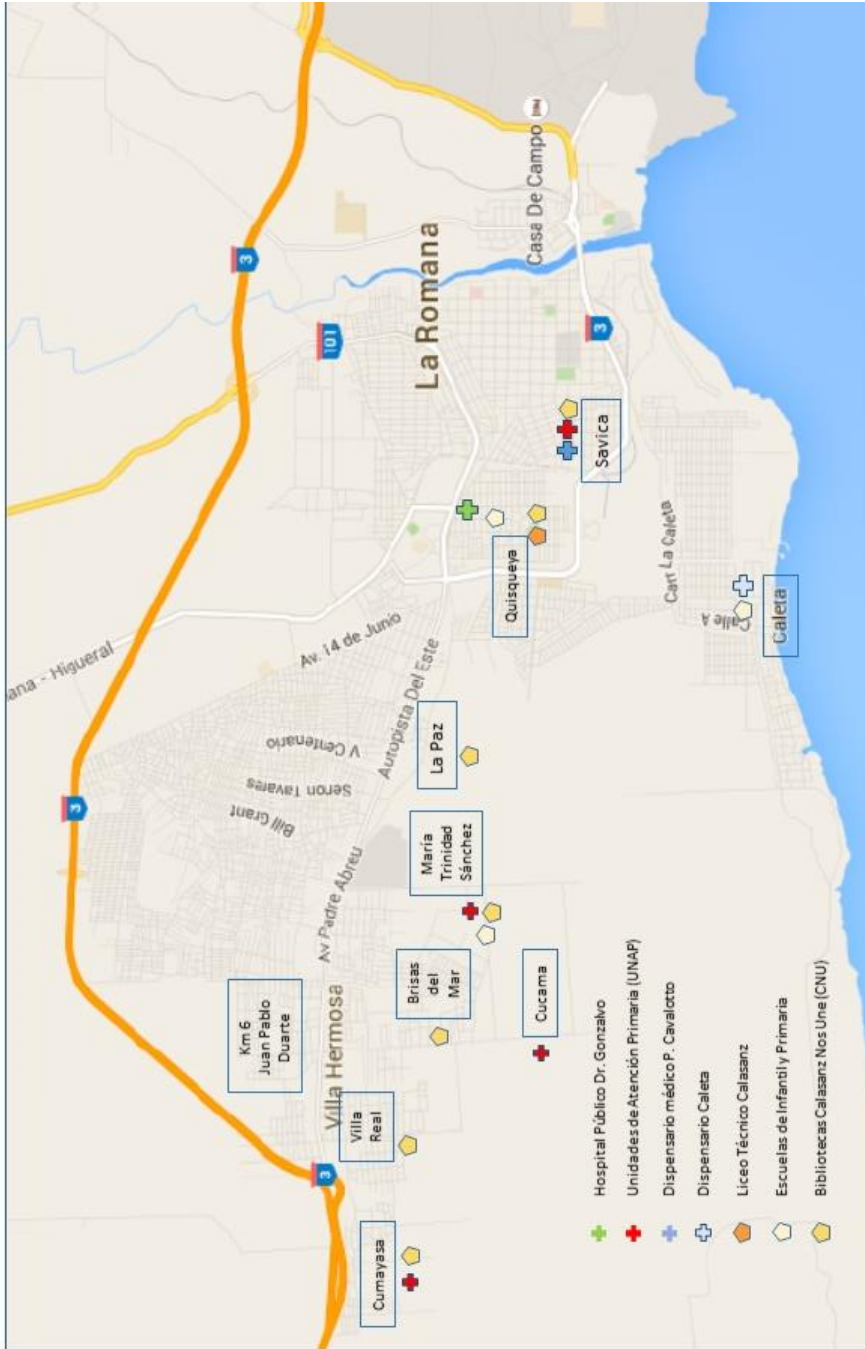 ana - Higueral
3
3
101
3
3
La Romana
Casa De Campo
Av. 14 de Junio
V Centenario
Seron Tavares
Bill Grant
Autopista Del Este
Av Padre Abreu
Villa Hermosa
Km 6
Juan Pablo
Duarte
Cumayasa
Villa
Real
Brisas
del
Mar
María
Trinidad
Sánchez
La Paz
Quisqueya
Savica
Cucama
Carr La Caleta
Calle A
Caleta
Hospital Público Dr. Gonzalvo
Unidades de Atención Primaria (UNAP)
Dispensario médico P. Cavalotto
Dispensario Caleta
Liceo Técnico Calasanz
Escuelas de Infantil y Primaria
Bibliotecas Calasanz Nos Une (CNU)